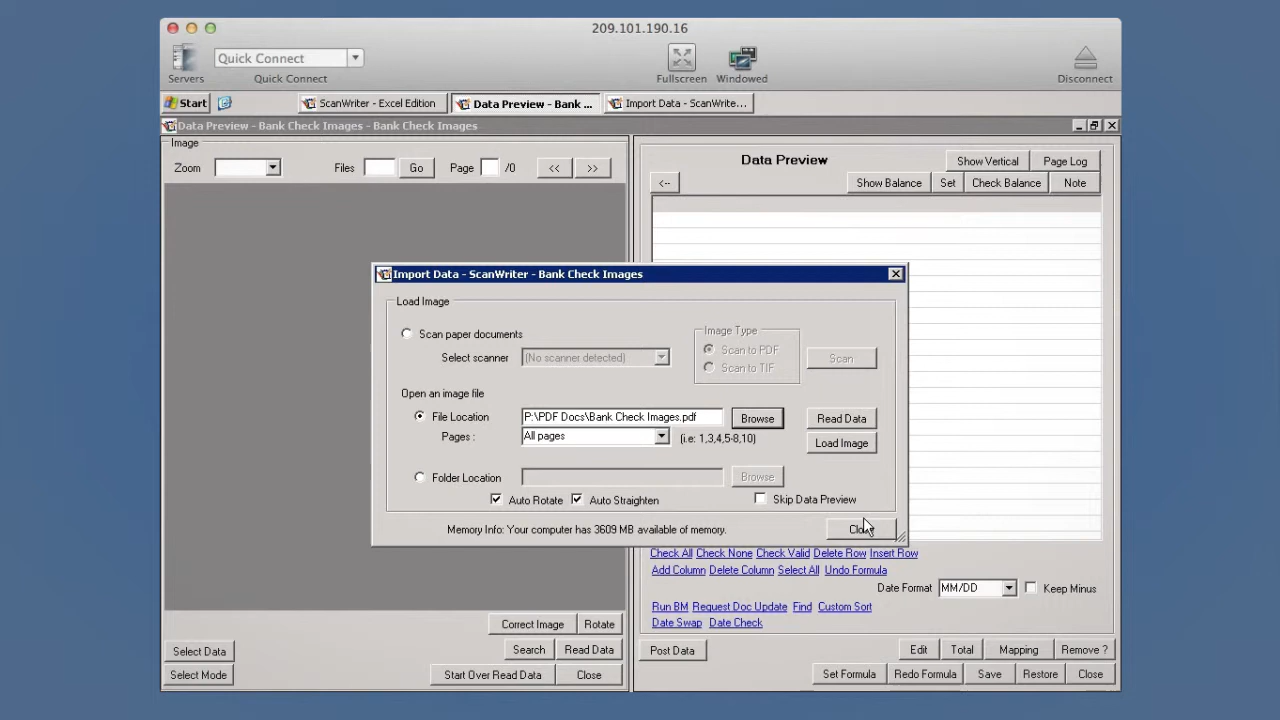 209.101.190.16
Quick Connect
Servers
Quick Connect
Fullscreen
Windowed
Disconnect
Start
ScanWriter - Excel Edition
Data Preview - Bank ...
Import Data - ScanWrite...
Data Preview - Bank Check Images - Bank Check Images
Image
Zoom
Files
Go
Page
/0
<<
>>
Data Preview
Show Vertical
Page Log
<--
Show Balance
Set
Check Balance
Note
Import Data - ScanWriter - Bank Check Images
Load Image
Scan paper documents
Select scanner
(No scanner detected)
Image Type
Scan to PDF
Scan to TIF
Scan
Open an image file
File Location
P:\PDF Docs\Bank Check Images.pdf
Browse
Read Data
Pages :
All pages
(i.e: 1,3,4,5-8,10)
Load Image
Folder Location
Browse
Auto Rotate
Auto Straighten
Skip Data Preview
Memory Info: Your computer has 3609 MB available of memory.
Close
Check All Check None Check Valid Delete Row Insert Row
Add Column Delete Column Select All Undo Formula
Date Format
MM/DD
Keep Minus
Run BM Request Doc Update Find Custom Sort
Date Swap Date Check
Correct Image
Rotate
Select Data
Search
Read Data
Select Mode
Start Over Read Data
Close
Post Data
Edit
Total
Mapping
Remove ?
Set Formula
Redo Formula
Save
Restore
Close